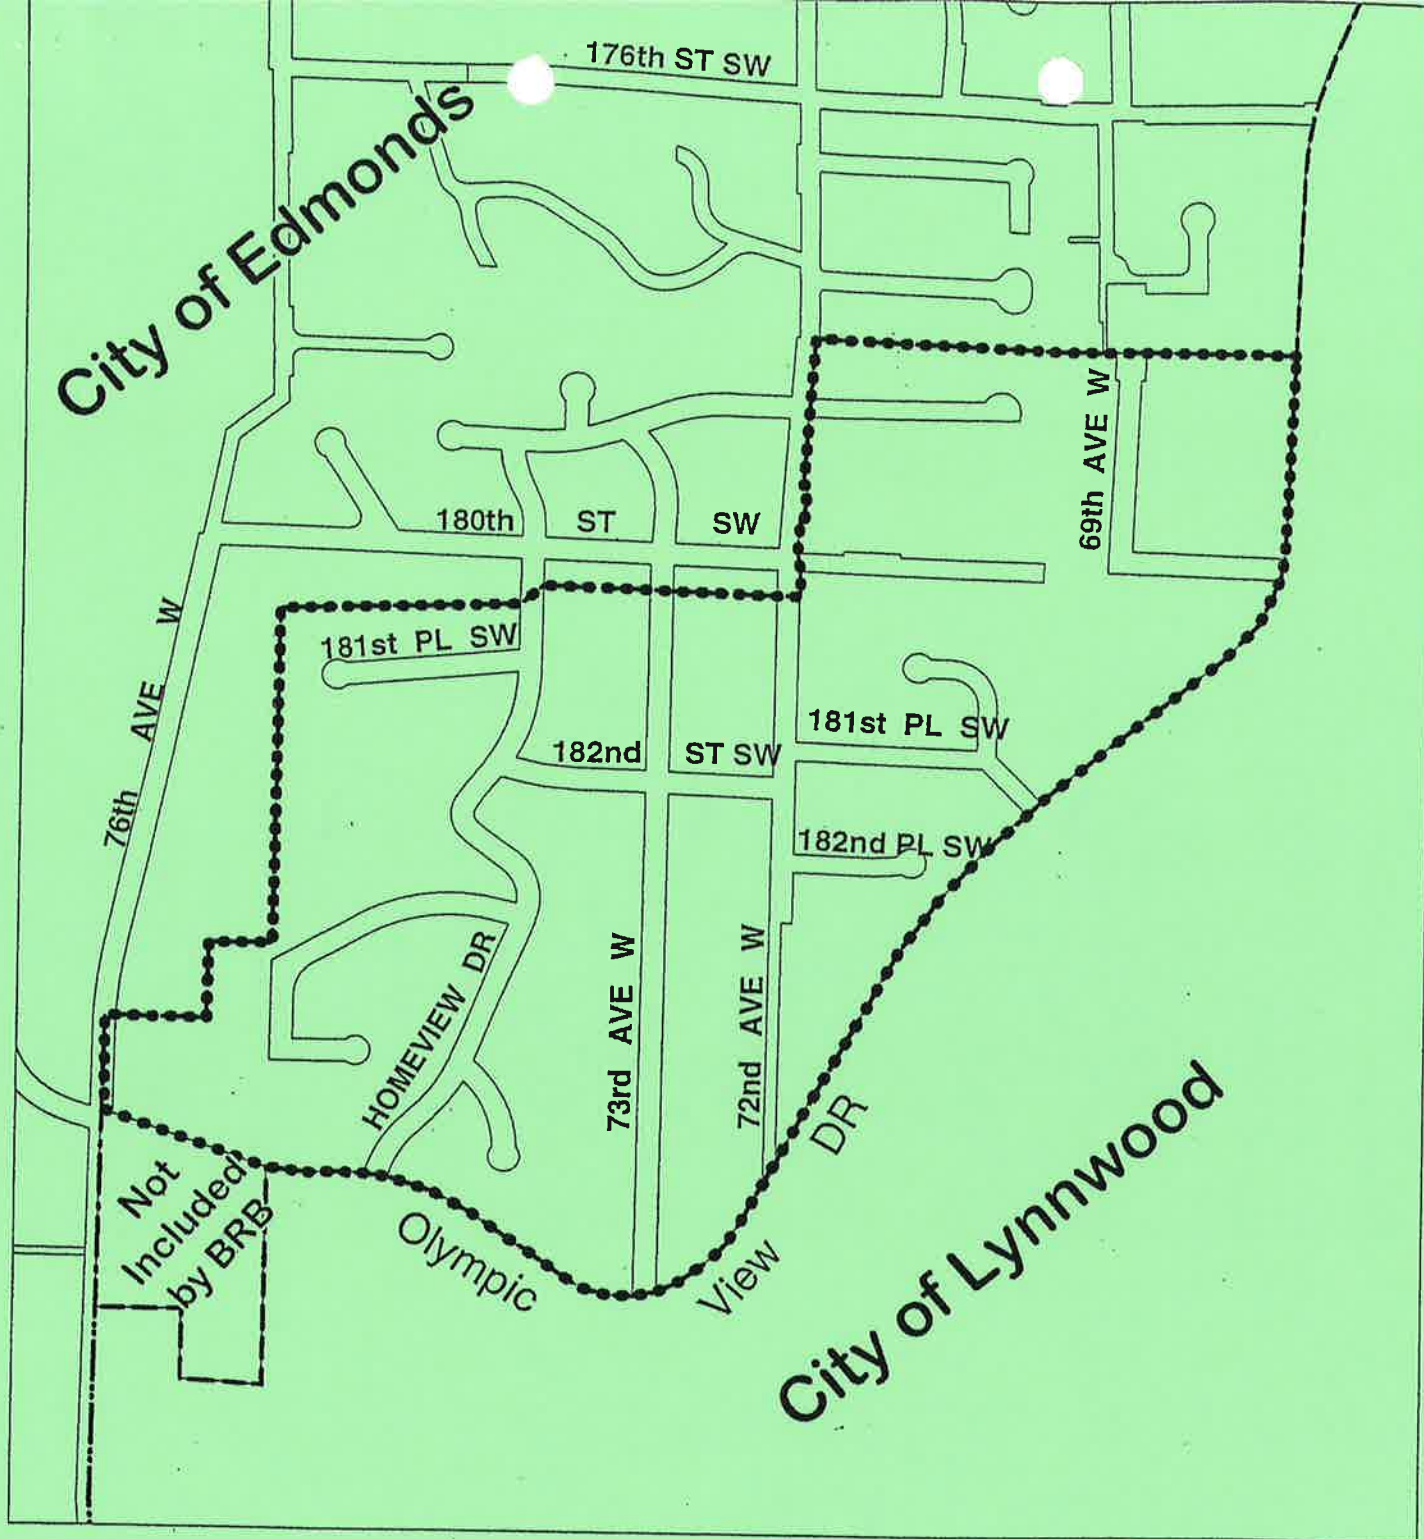 176th ST SW
City of Edmonds
69th AVE W
180th ST SW
76th AVE W
181st PL SW
181st PL SW
182nd ST SW
182nd PL SW
HOMEVIEW DR
73rd AVE W
72nd AVE W
Not
Included
by BRB
Olympic View DR
City of Lynnwood